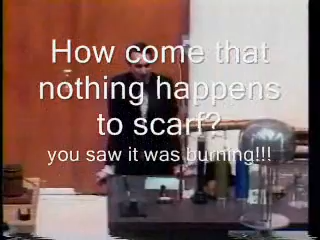 How come that
nothing happens
to scarf?
you saw it was burning!!!